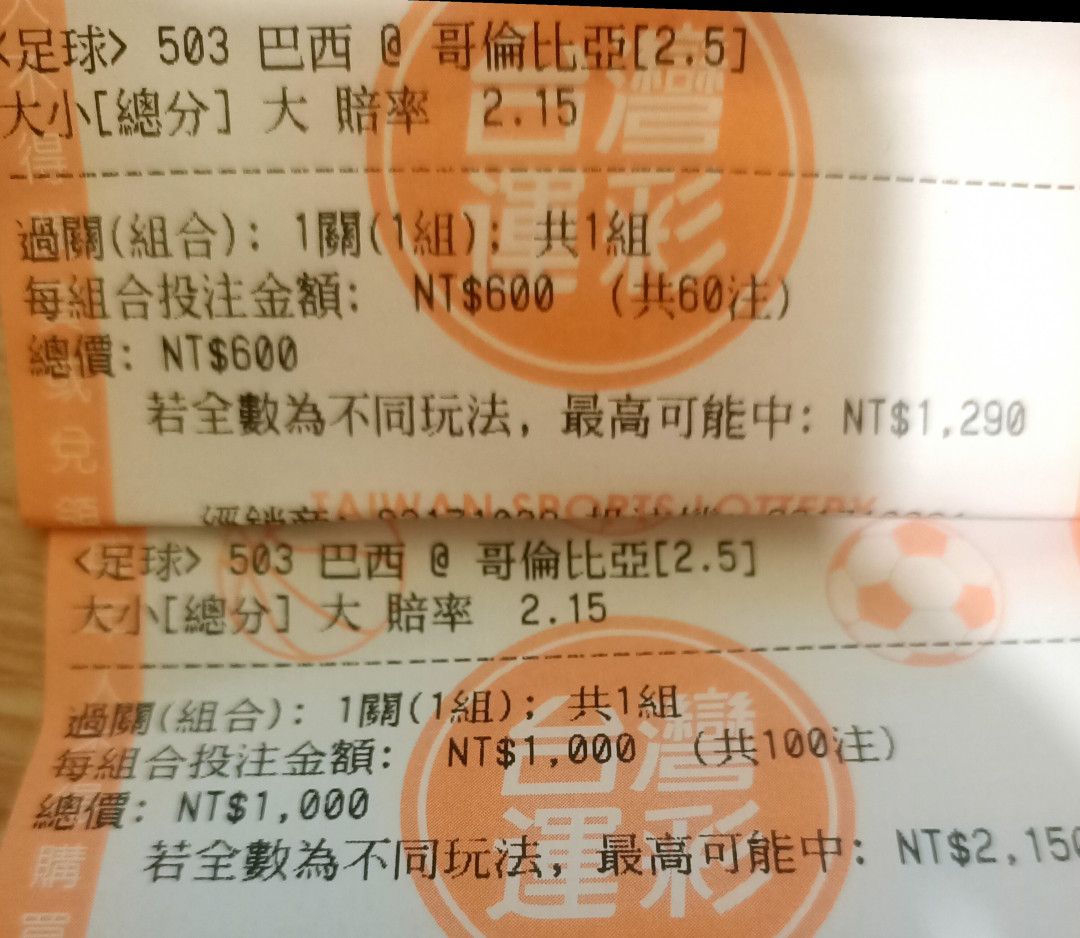 <足球> 503 巴西 @ 哥倫比亞[2.5]
大小[總分] 大 賠率 2.15
過關(組合): 1關(1組); 共1組
每組合投注金額: NT$600 (共60注)
總價: NT$600
若全數為不同玩法, 最高可能中: NT$1,290
TAIWAN SPORTS LOTTERY
台灣
運彩
<足球> 503 巴西 @ 哥倫比亞[2.5]
大小[總分] 大 賠率 2.15
過關(組合): 1關(1組); 共1組
每組合投注金額: NT$1,000 (共100注)
總價: NT$1,000
若全數為不同玩法, 最高可能中: NT$2,150
台灣
運彩
購買